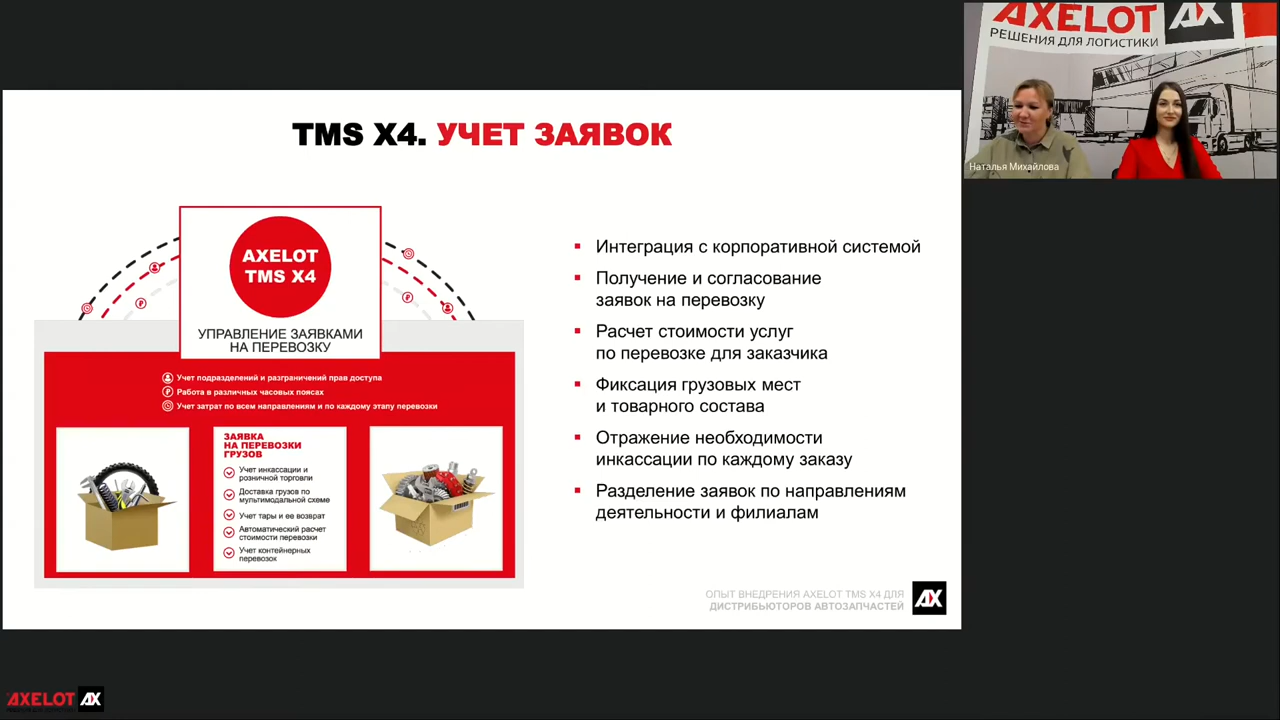 AXELOT AX
РЕШЕНИЯ ДЛЯ ЛОГИСТИКИ
Наталья Михайлова
TMS X4. УЧЕТ ЗАЯВОК
AXELOT
TMS X4
УПРАВЛЕНИЕ ЗАЯВКАМИ
НА ПЕРЕВОЗКУ
Учет подразделений и разграничений прав доступа
Работа в различных часовых поясах
Учет затрат по всем направлениям и по каждому этапу перевозки
ЗАЯВКА
НА ПЕРЕВОЗКИ
ГРУЗОВ
Учет инкассации и
розничной торговли
Доставка грузов по
мультимодальной схеме
Учет тары и ее возврат
Автоматический расчет
стоимости перевозки
Учет контейнерных
перевозок
Интеграция с корпоративной системой
Получение и согласование
заявок на перевозку
Расчет стоимости услуг
по перевозке для заказчика
Фиксация грузовых мест
и товарного состава
Отражение необходимости
инкассации по каждому заказу
Разделение заявок по направлениям
деятельности и филиалам
ОПЫТ ВНЕДРЕНИЯ AXELOT TMS X4 ДЛЯ
ДИСТРИБЬЮТОРОВ АВТОЗАПЧАСТЕЙ
AX
AXELOT AX